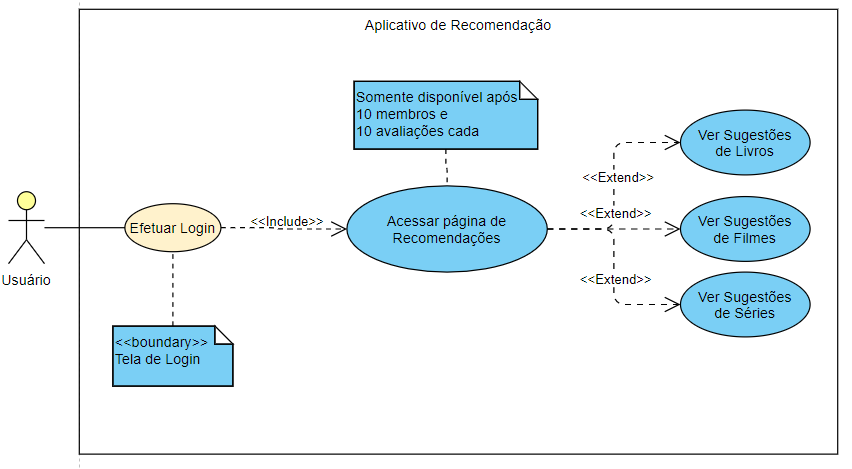 Aplicativo de Recomendação
Somente disponível após
10 membros e
10 avaliações cada
Ver Sugestões
de Livros
<<Extend>>
Efetuar Login
<<Include>>
Acessar página de
Recomendações
<<Extend>>
Ver Sugestões
de Filmes
Usuário
<<Extend>>
Ver Sugestões
de Séries
<<boundary>>
Tela de Login